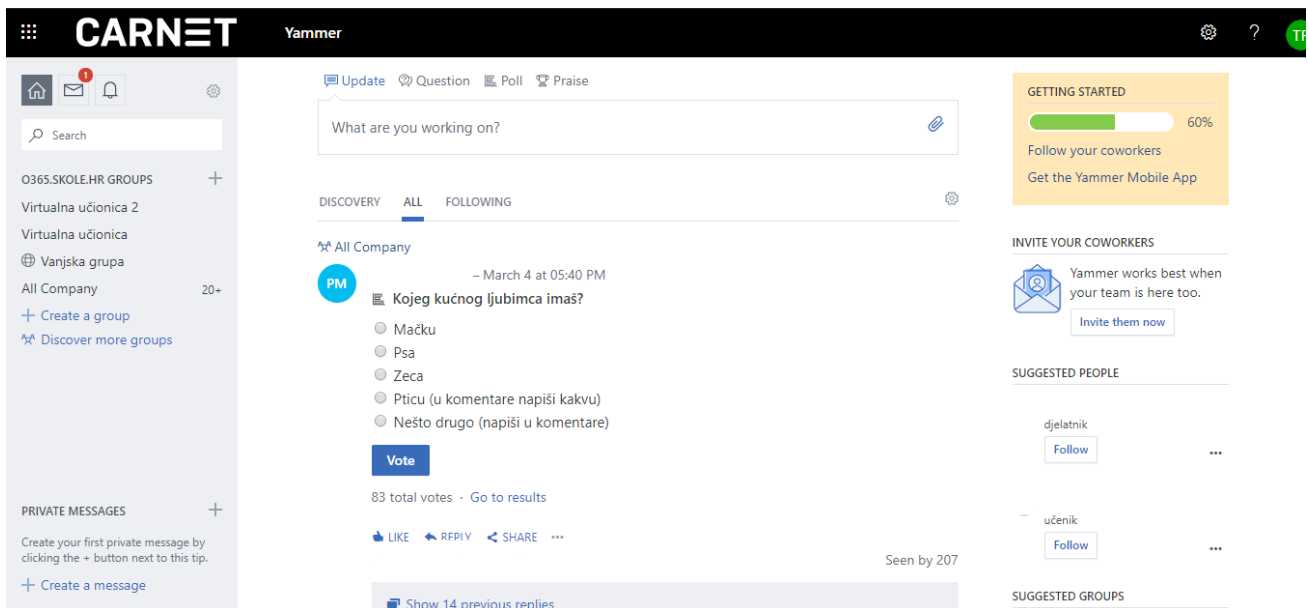 CARNET
Yammer
?
TF
1
Search
O365.SKOLE.HR GROUPS
Virtualna učionica 2
Virtualna učionica
Vanjska grupa
All Company 20+
Create a group
Discover more groups
PRIVATE MESSAGES
Create your first private message by
clicking the + button next to this tip.
Create a message
Update Question Poll Praise
What are you working on?
DISCOVERY ALL FOLLOWING
All Company
PM
– March 4 at 05:40 PM
Kojeg kućnog ljubimca imaš?
Mačku
Psa
Zeca
Pticu (u komentare napiši kakvu)
Nešto drugo (napiši u komentare)
Vote
83 total votes · Go to results
LIKE REPLY SHARE ...
Seen by 207
Show 14 previous replies
GETTING STARTED
60%
Follow your coworkers
Get the Yammer Mobile App
INVITE YOUR COWORKERS
Yammer works best when
your team is here too.
Invite them now
SUGGESTED PEOPLE
djelatnik
Follow ...
učenik
Follow ...
SUGGESTED GROUPS